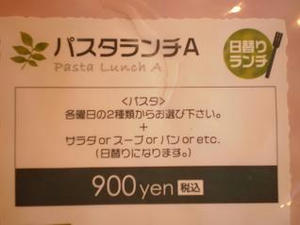 パスタランチA
Pasta Lunch A
日替り
ランチ
<パスタ>
各曜日の2種類からお選び下さい。
+
サラダorスープorパンor etc.
(日替りになります。)
900yen 税込